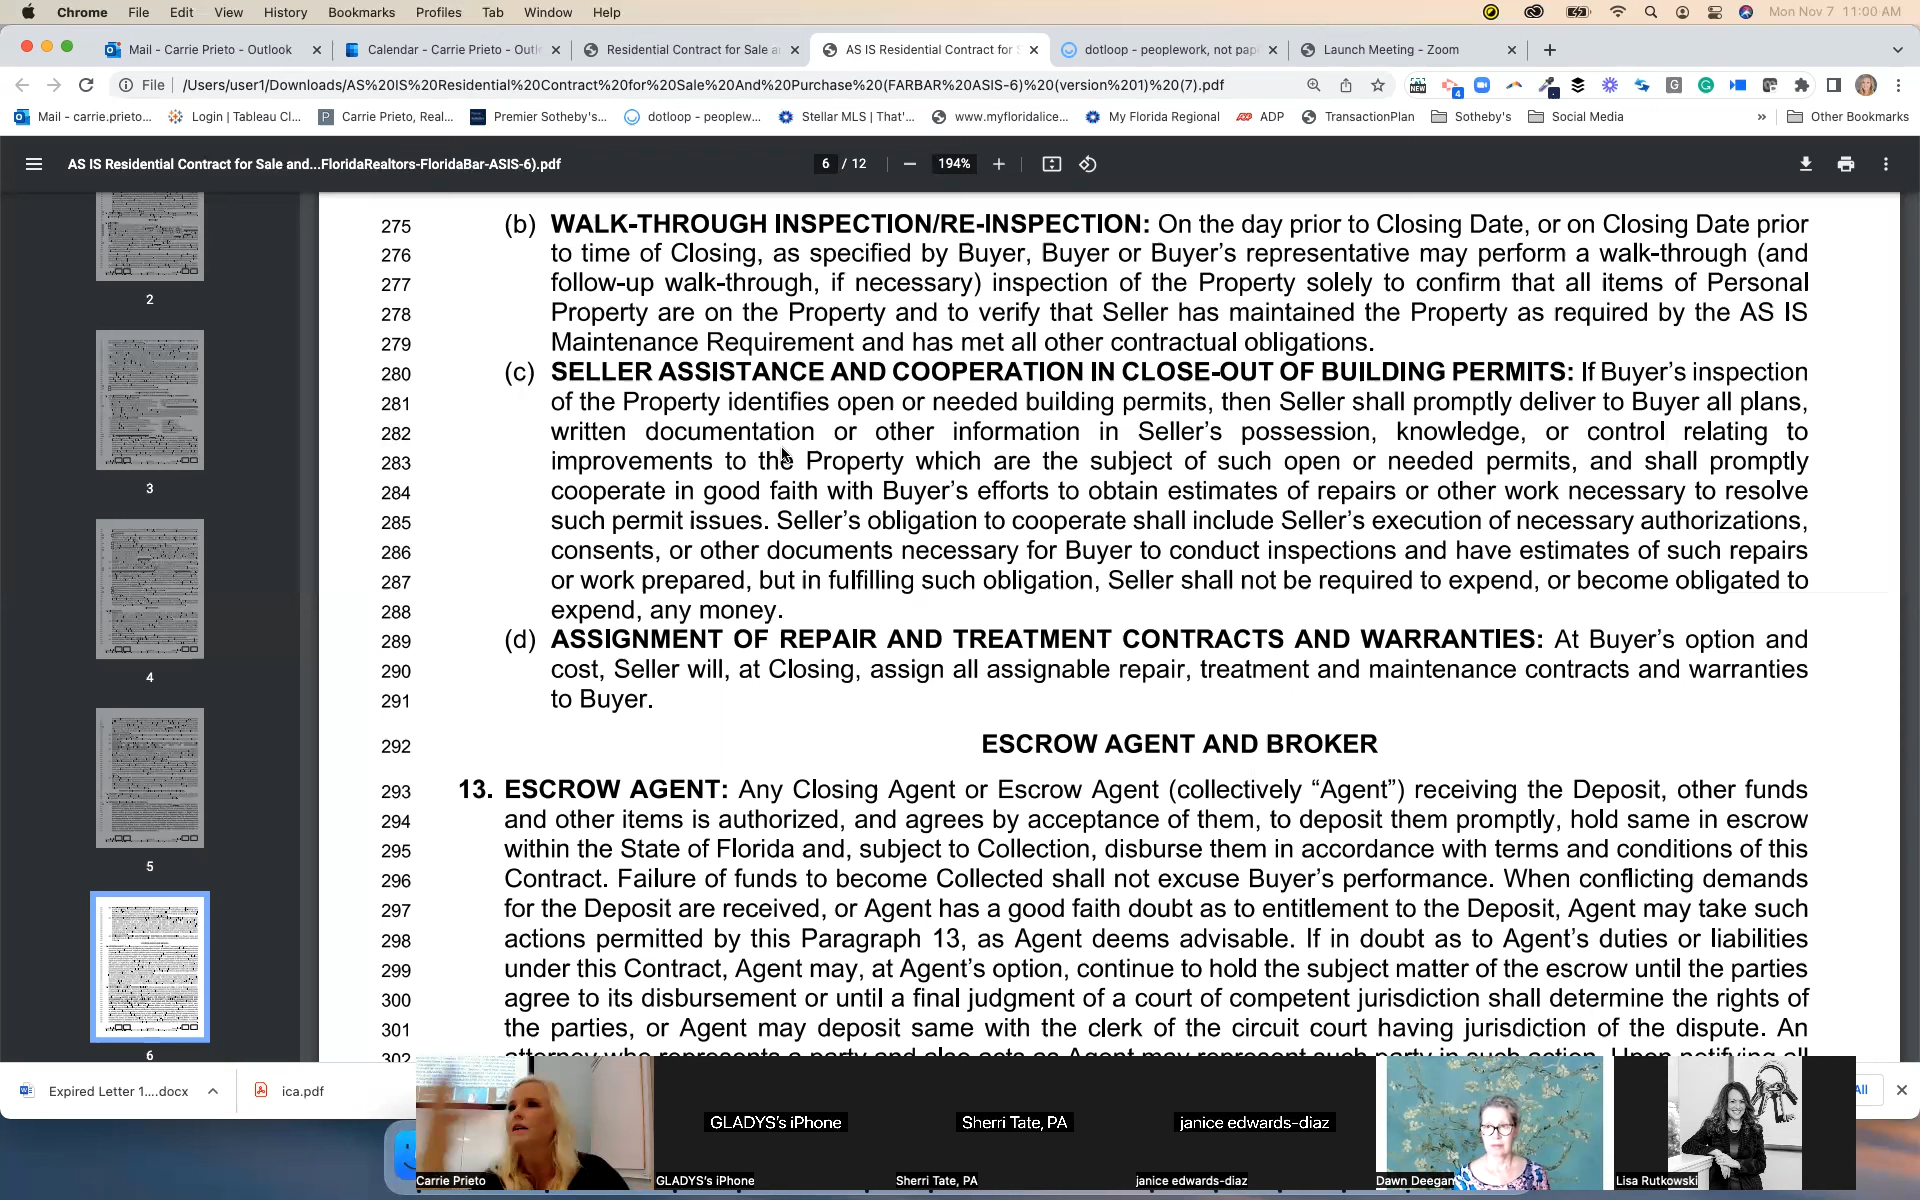 Chrome File Edit View History Bookmarks Profiles Tab Window Help Mon Nov 7 11:00 AM
Mail - Carrie Prieto - Outlook Calendar - Carrie Prieto - Outl Residential Contract for Sale a AS IS Residential Contract for S dotloop - peoplework, not pap Launch Meeting - Zoom
File /Users/user1/Downloads/AS%20IS%20Residential%20Contract%20for%20Sale%20And%20Purchase%20(FARBAR%20ASIS-6)%20(version%201)%20(7).pdf
Mail - carrie.prieto... Login | Tableau Cl... Carrie Prieto, Real... Premier Sotheby's... dotloop - peoplew... Stellar MLS | That'... www.myfloridalice... My Florida Regional ADP TransactionPlan Sotheby's Social Media » Other Bookmarks
AS IS Residential Contract for Sale and...FloridaRealtors-FloridaBar-ASIS-6).pdf 6 / 12 194%
2
3
4
5
6
275 (b) WALK-THROUGH INSPECTION/RE-INSPECTION: On the day prior to Closing Date, or on Closing Date prior
276 to time of Closing, as specified by Buyer, Buyer or Buyer's representative may perform a walk-through (and
277 follow-up walk-through, if necessary) inspection of the Property solely to confirm that all items of Personal
278 Property are on the Property and to verify that Seller has maintained the Property as required by the AS IS
279 Maintenance Requirement and has met all other contractual obligations.
280 (c) SELLER ASSISTANCE AND COOPERATION IN CLOSE-OUT OF BUILDING PERMITS: If Buyer's inspection
281 of the Property identifies open or needed building permits, then Seller shall promptly deliver to Buyer all plans,
282 written documentation or other information in Seller's possession, knowledge, or control relating to
283 improvements to the Property which are the subject of such open or needed permits, and shall promptly
284 cooperate in good faith with Buyer's efforts to obtain estimates of repairs or other work necessary to resolve
285 such permit issues. Seller's obligation to cooperate shall include Seller's execution of necessary authorizations,
286 consents, or other documents necessary for Buyer to conduct inspections and have estimates of such repairs
287 or work prepared, but in fulfilling such obligation, Seller shall not be required to expend, or become obligated to
288 expend, any money.
289 (d) ASSIGNMENT OF REPAIR AND TREATMENT CONTRACTS AND WARRANTIES: At Buyer's option and
290 cost, Seller will, at Closing, assign all assignable repair, treatment and maintenance contracts and warranties
291 to Buyer.
292 ESCROW AGENT AND BROKER
293 13. ESCROW AGENT: Any Closing Agent or Escrow Agent (collectively "Agent") receiving the Deposit, other funds
294 and other items is authorized, and agrees by acceptance of them, to deposit them promptly, hold same in escrow
295 within the State of Florida and, subject to Collection, disburse them in accordance with terms and conditions of this
296 Contract. Failure of funds to become Collected shall not excuse Buyer's performance. When conflicting demands
297 for the Deposit are received, or Agent has a good faith doubt as to entitlement to the Deposit, Agent may take such
298 actions permitted by this Paragraph 13, as Agent deems advisable. If in doubt as to Agent's duties or liabilities
299 under this Contract, Agent may, at Agent's option, continue to hold the subject matter of the escrow until the parties
300 agree to its disbursement or until a final judgment of a court of competent jurisdiction shall determine the rights of
301 the parties, or Agent may deposit same with the clerk of the circuit court having jurisdiction of the dispute. An
302 attorney who represents a party and also acts as Agent may represent such party in such action. Upon notifying all
Expired Letter 1....docx ica.pdf All
GLADYS's iPhone Sherri Tate, PA janice edwards-diaz
Carrie Prieto GLADYS's iPhone Sherri Tate, PA janice edwards-diaz Dawn Deegan Lisa Rutkowski